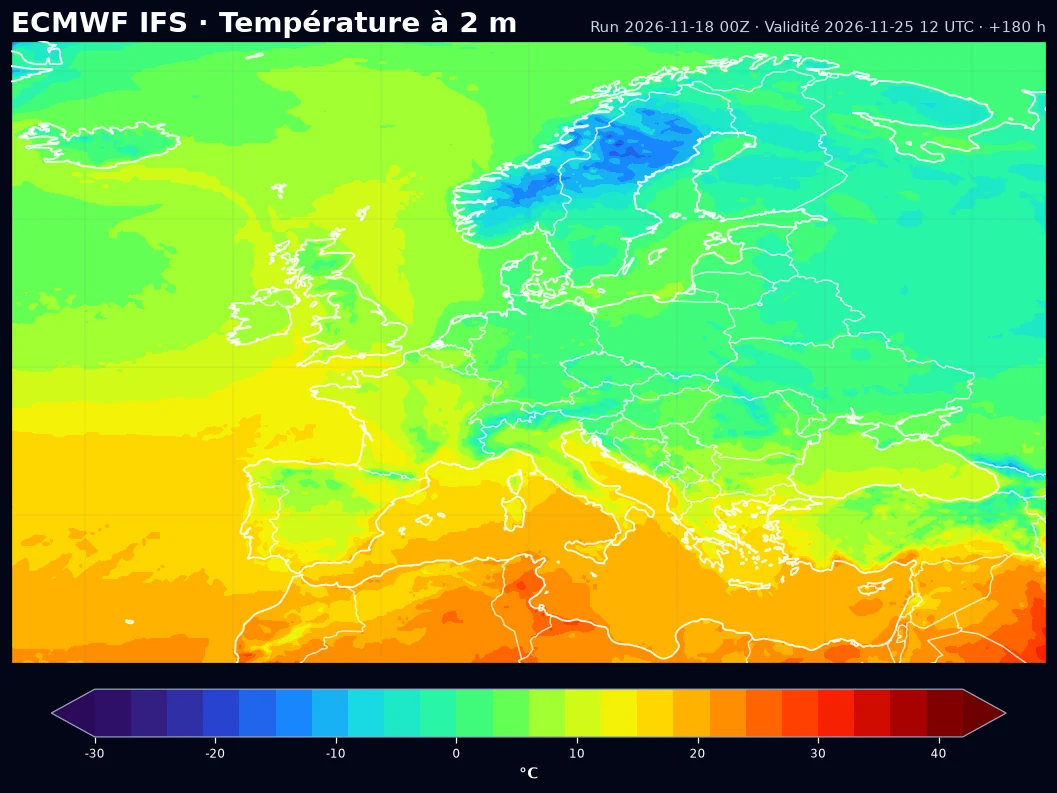 ECMWF IFS · Température à 2 m
Run 2026-11-18 00Z · Validité 2026-11-25 12 UTC · +180 h
-30 -20 -10 0 10 20 30 40
°C